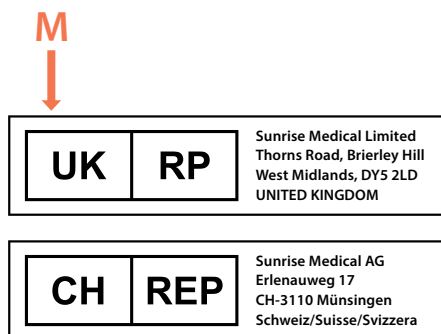 M
UK RP
Sunrise Medical Limited
Thorns Road, Brierley Hill
West Midlands, DY5 2LD
UNITED KINGDOM
CH REP
Sunrise Medical AG
Erlenauweg 17
CH-3110 Münsingen
Schweiz/Suisse/Svizzera